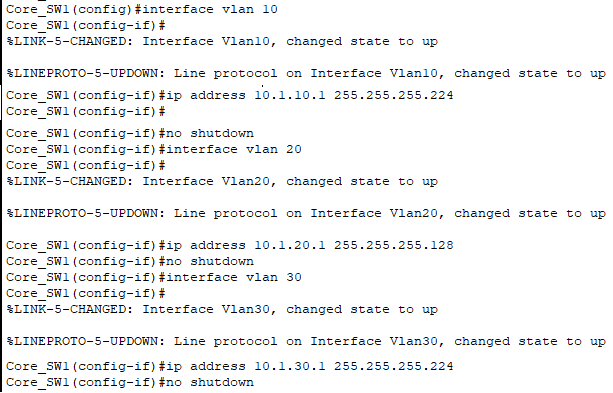 Core_SW1(config)#interface vlan 10
Core_SW1(config-if)#
%LINK-5-CHANGED: Interface Vlan10, changed state to up
%LINEPROTO-5-UPDOWN: Line protocol on Interface Vlan10, changed state to up
Core_SW1(config-if)#ip address 10.1.10.1 255.255.255.224
Core_SW1(config-if)#
Core_SW1(config-if)#no shutdown
Core_SW1(config-if)#interface vlan 20
Core_SW1(config-if)#
%LINK-5-CHANGED: Interface Vlan20, changed state to up
%LINEPROTO-5-UPDOWN: Line protocol on Interface Vlan20, changed state to up
Core_SW1(config-if)#ip address 10.1.20.1 255.255.255.128
Core_SW1(config-if)#no shutdown
Core_SW1(config-if)#interface vlan 30
Core_SW1(config-if)#
%LINK-5-CHANGED: Interface Vlan30, changed state to up
%LINEPROTO-5-UPDOWN: Line protocol on Interface Vlan30, changed state to up
Core_SW1(config-if)#ip address 10.1.30.1 255.255.255.224
Core_SW1(config-if)#no shutdown